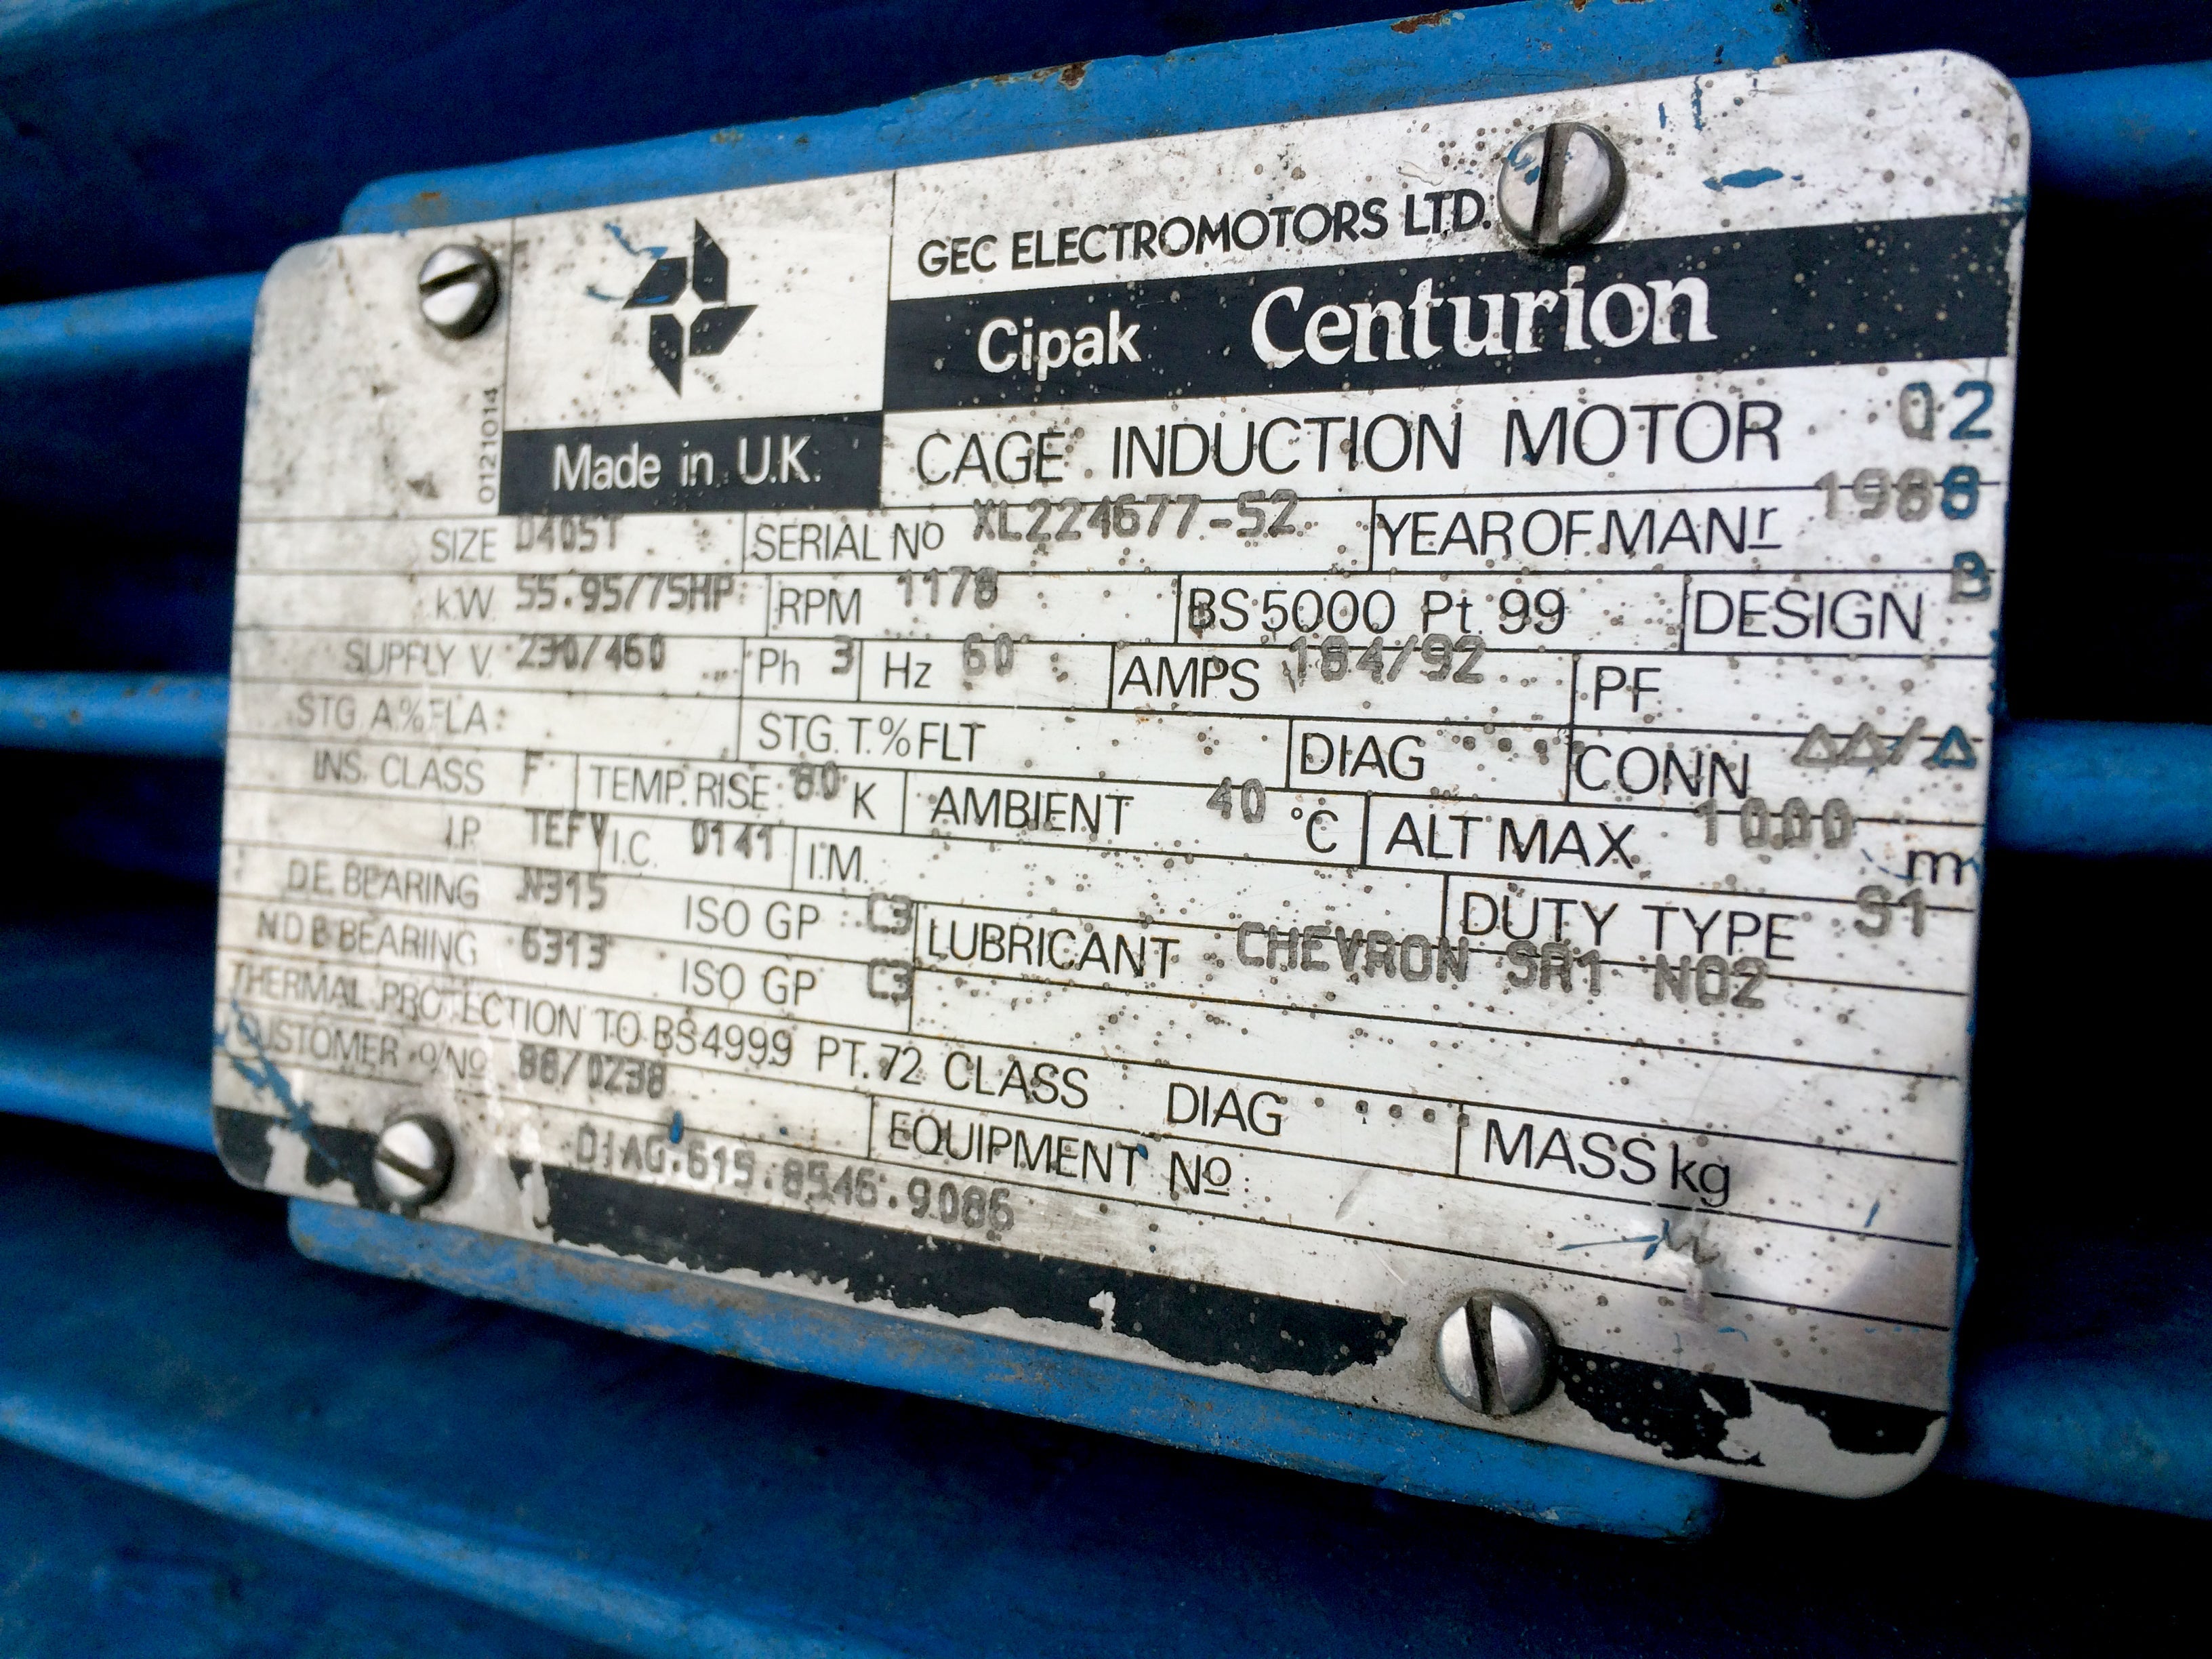 GEC ELECTROMOTORS LTD.
Cipak Centurion
0121014
Made in U.K.
CAGE INDUCTION MOTOR 02
SIZE D405T SERIAL No XL224677-52 YEAR OF MANr 1988
kW 55.95/75HP RPM 1178 BS 5000 Pt 99 DESIGN B
SUPPLY V. 230/460 Ph 3 Hz 60 AMPS 184/92 PF
STG A%FLA STG. T.% FLT DIAG CONN ΔΔ/Δ
INS. CLASS F TEMP. RISE 80 K AMBIENT 40 °C ALT MAX 1000 m
I.P. TEFV I.C. 0141 I.M. DUTY TYPE S1
D.E. BEARING N315 ISO GP C3 LUBRICANT CHEVRON SR1 NO2
N D E BEARING 6313 ISO GP C3
THERMAL PROTECTION TO BS4999 PT. 72 CLASS DIAG MASS kg
CUSTOMER O/No 88/0238 EQUIPMENT No
DIAG.615.8546.9086